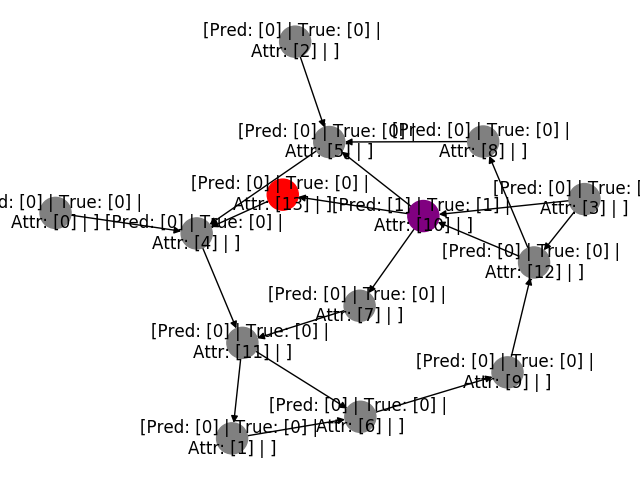 [Pred: [0] | True: [0] |
Attr: [2] | ]
[Pred: [0] | True: [0] |
Attr: [5] | ]
[Pred: [0] | True: [0] |
Attr: [8] | ]
[Pred: [0] | True: [0] |
Attr: [13] | ]
[Pred: [0] | True: [
Attr: [3] | ]
d: [0] | True: [0] |
Attr: [0] | ]
[Pred: [1] | True: [1] |
Attr: [10] | ]
[Pred: [0] | True: [0] |
Attr: [4] | ]
[Pred: [0] | True: [0] |
Attr: [12] | ]
[Pred: [0] | True: [0] |
Attr: [7] | ]
[Pred: [0] | True: [0] |
Attr: [11] | ]
[Pred: [0] | True: [0] |
Attr: [9] | ]
[Pred: [0] | True: [0] |
Attr: [6] | ]
[Pred: [0] | True: [0] |
Attr: [1] | ]